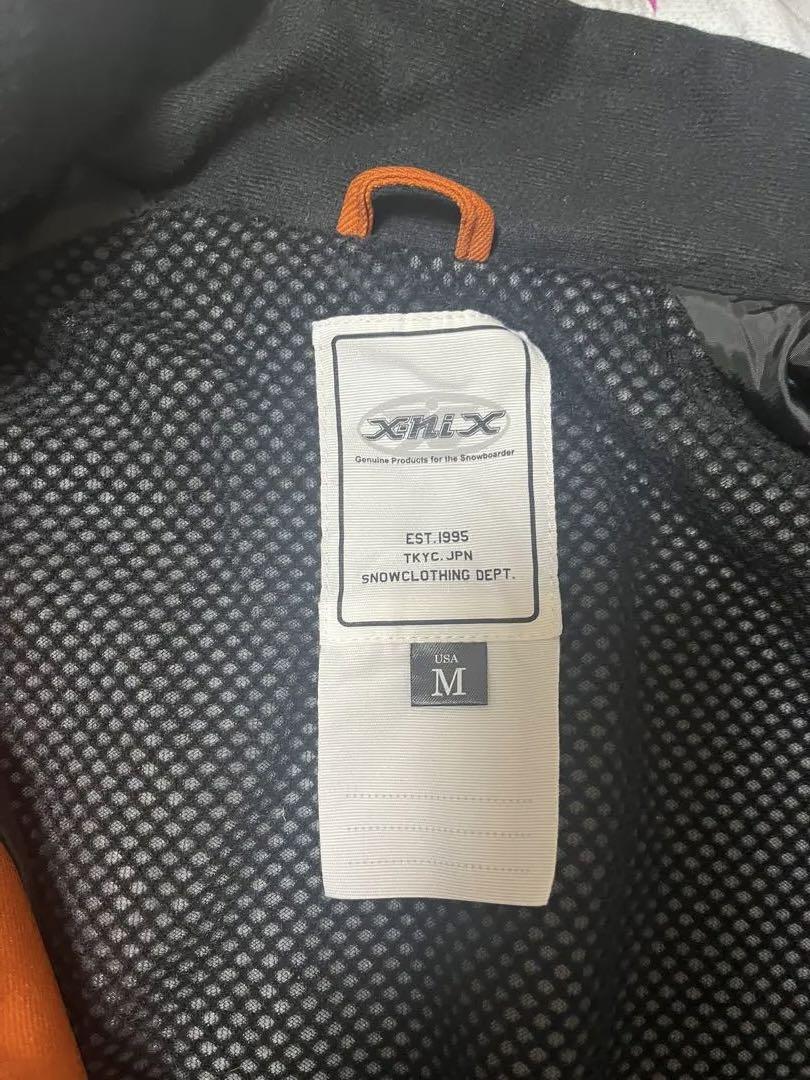 x-nix
Genuine Products for the Snowboarder
EST.1995
TKYC.JPN
SNOWCLOTHING DEPT.
USA
M